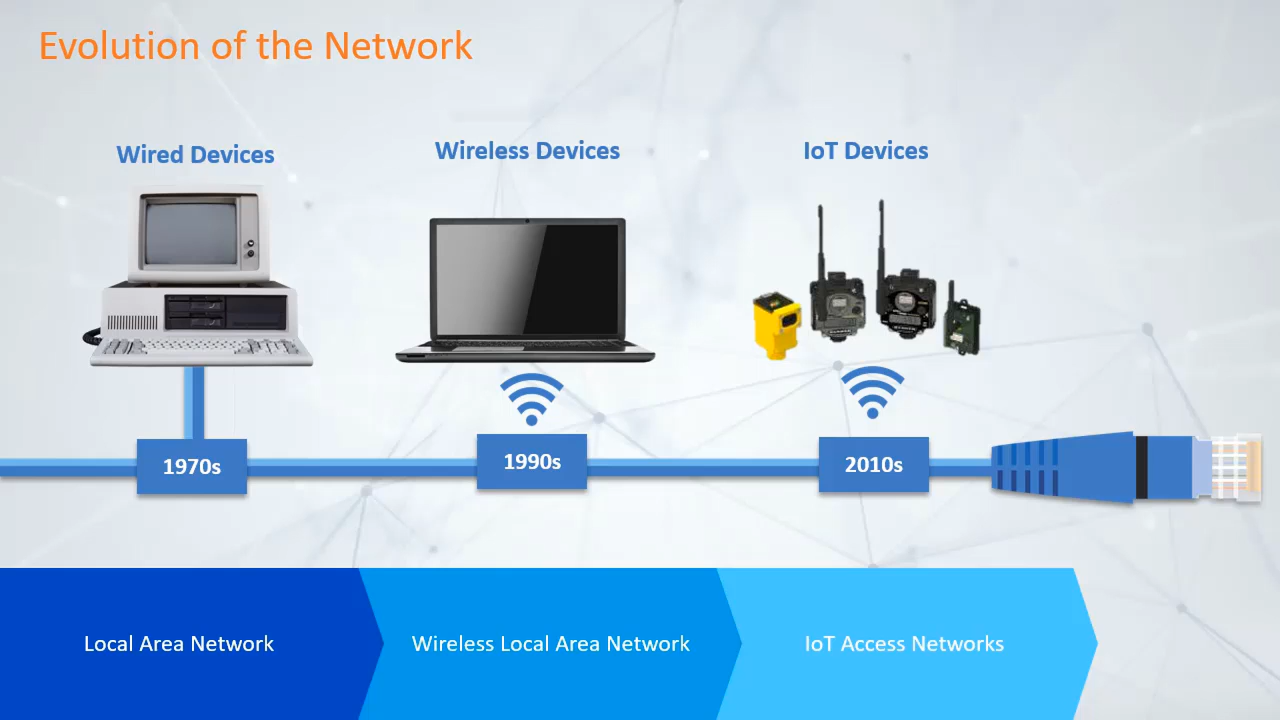 Evolution of the Network
Wired Devices
Wireless Devices
IoT Devices
1970s
1990s
2010s
Local Area Network
Wireless Local Area Network
IoT Access Networks